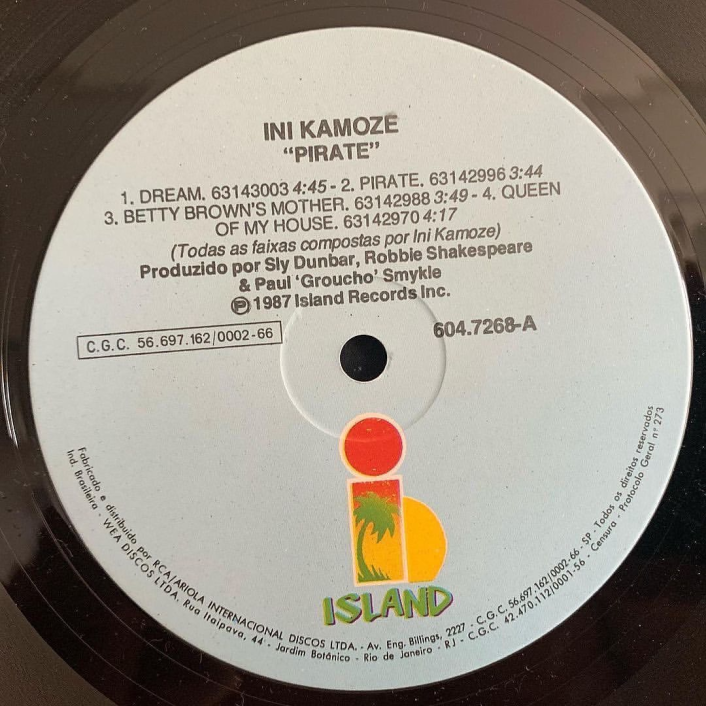 INI KAMOZE
“PIRATE”
1. DREAM. 63143003 4:45 - 2. PIRATE. 63142996 3:44
3. BETTY BROWN'S MOTHER. 63142988 3:49 - 4. QUEEN
OF MY HOUSE. 63142970 4:17
(Todas as faixas compostas por Ini Kamoze)
Produzido por Sly Dunbar, Robbie Shakespeare
& Paul ‘Groucho’ Smykle
Ⓟ 1987 Island Records Inc.
C.G.C. 56.697.162/0002-66
604.7268-A
ISLAND
Fabricado e distribuído por RCA/ARIOLA INTERNACIONAL DISCOS LTDA. - Av. Eng. Billings, 2227 - C.G.C. 56.697.162/0002-66 - SP - Todos os direitos reservados
Ind. Brasileira - WEA DISCOS LTDA. Rua Itaipava, 44 - Jardim Botânico - Rio de Janeiro - RJ - C.G.C. 42.470.112/0001-56 - Censura - Protocolo Geral nº 273